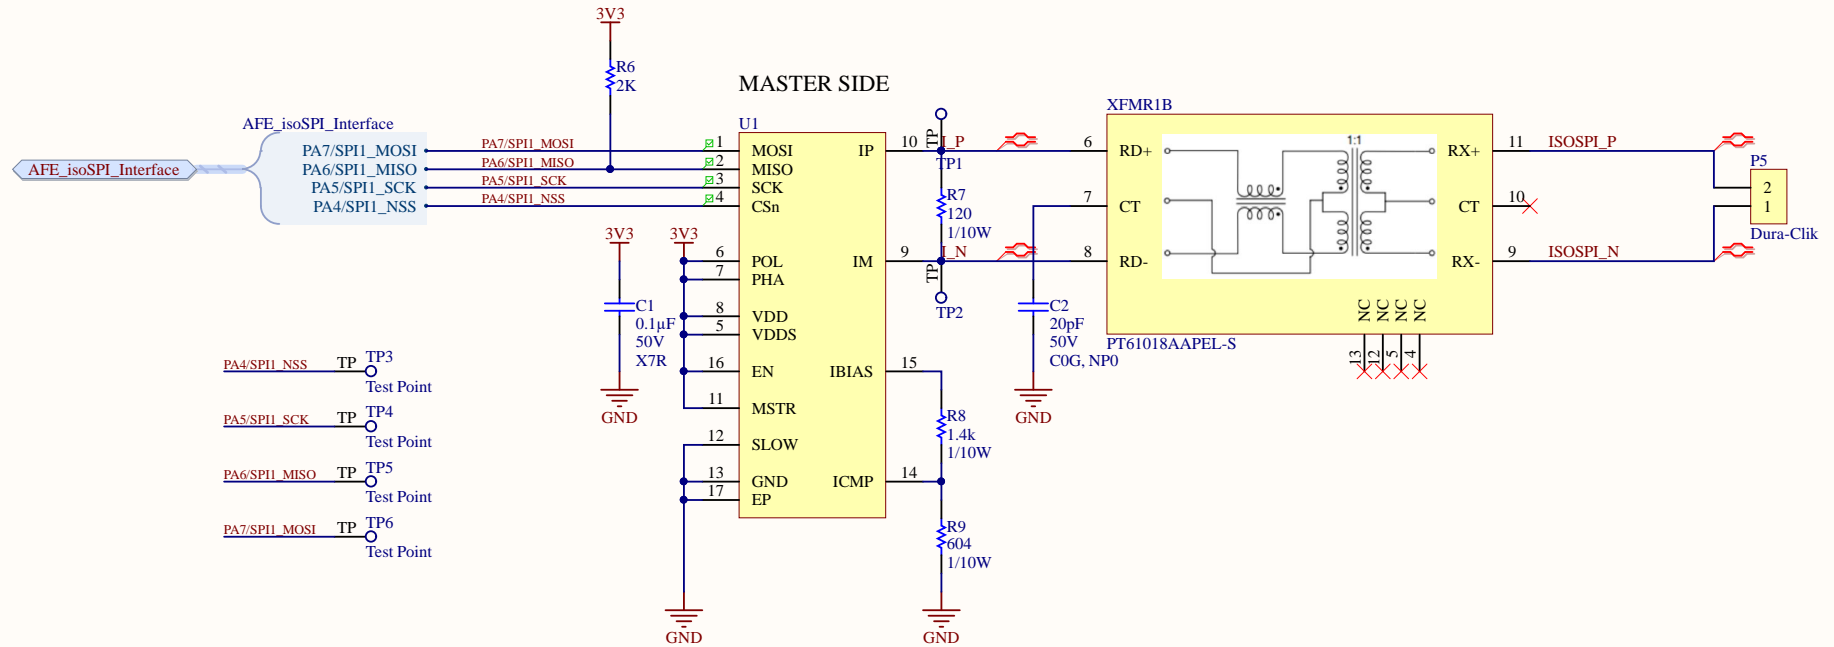 3V3
R6
2K
MASTER SIDE
AFE_isoSPI_Interface
AFE_isoSPI_Interface
PA7/SPI1_MOSI
PA6/SPI1_MISO
PA5/SPI1_SCK
PA4/SPI1_NSS
PA7/SPI1_MOSI
PA6/SPI1_MISO
PA5/SPI1_SCK
PA4/SPI1_NSS
U1
1 MOSI
2 MISO
3 SCK
4 CSn
6 POL
7 PHA
8 VDD
5 VDDS
16 EN
11 MSTR
12 SLOW
13 GND
17 EP
IP 10
IM 9
IBIAS 15
ICMP 14
3V3
3V3
C1
0.1µF
50V
X7R
GND
GND
TP
TP1
I_P
R7
120
1/10W
I_N
TP
TP2
R8
1.4k
1/10W
R9
604
1/10W
GND
C2
20pF
50V
C0G, NP0
GND
XFMR1B
6 RD+
7 CT
8 RD-
1:1
RX+ 11
CT 10
RX- 9
NC NC NC NC
13 12 5 4
PT61018AAPEL-S
ISOSPI_P
ISOSPI_N
P5
2
1
Dura-Clik
PA4/SPI1_NSS TP TP3
Test Point
PA5/SPI1_SCK TP TP4
Test Point
PA6/SPI1_MISO TP TP5
Test Point
PA7/SPI1_MOSI TP TP6
Test Point